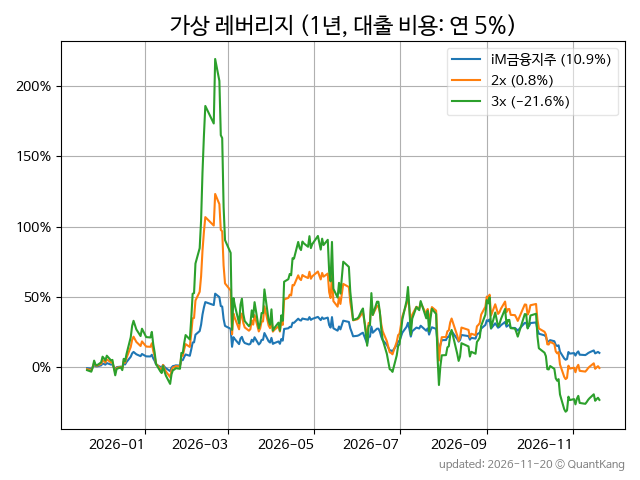 가상 레버리지 (1년, 대출 비용: 연 5%)
iM금융지주 (10.9%)
2x (0.8%)
3x (-21.6%)
200%
150%
100%
50%
0%
2026-01 2026-03 2026-05 2026-07 2026-09 2026-11
updated: 2026-11-20 © QuantKang